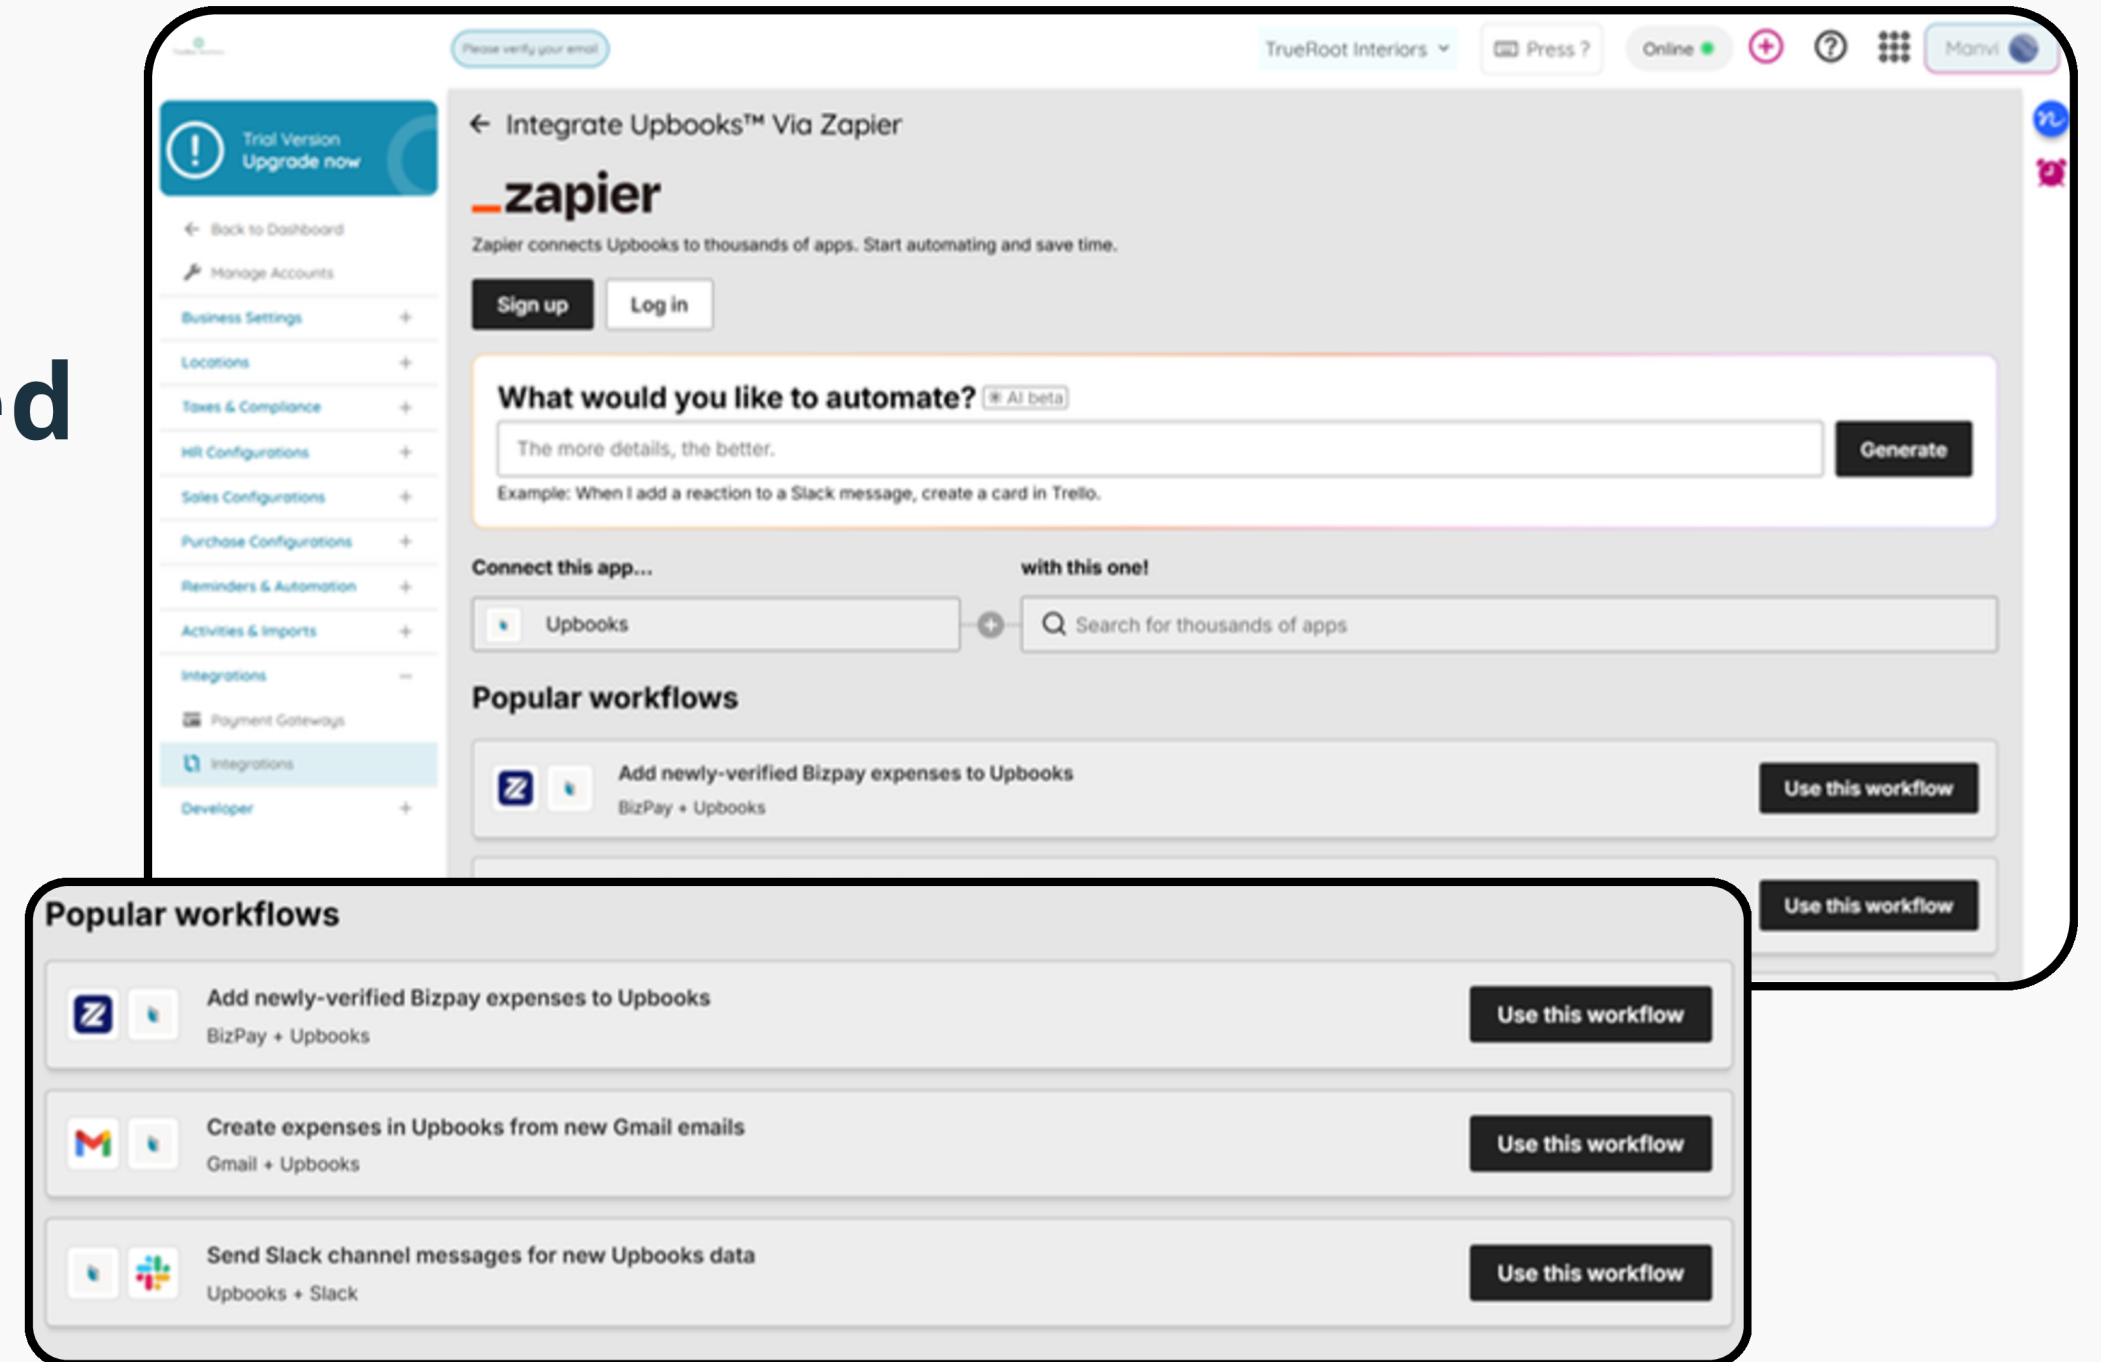 Please verify your email
TrueRoot Interiors
Press ?
Online
Manvi
Trial Version
Upgrade now
Back to Dashboard
Manage Accounts
Business Settings
Locations
Taxes & Compliance
HR Configurations
Sales Configurations
Purchase Configurations
Reminders & Automation
Activities & Imports
Integrations
Payment Gateways
Integrations
Developer
ed
Integrate Upbooks™ Via Zapier
_zapier
Zapier connects Upbooks to thousands of apps. Start automating and save time.
Sign up
Log in
What would you like to automate? AI beta
The more details, the better.
Generate
Example: When I add a reaction to a Slack message, create a card in Trello.
Connect this app...
with this one!
Upbooks
Search for thousands of apps
Popular workflows
Add newly-verified Bizpay expenses to Upbooks
BizPay + Upbooks
Use this workflow
Use this workflow
Popular workflows
Add newly-verified Bizpay expenses to Upbooks
BizPay + Upbooks
Use this workflow
Create expenses in Upbooks from new Gmail emails
Gmail + Upbooks
Use this workflow
Send Slack channel messages for new Upbooks data
Upbooks + Slack
Use this workflow